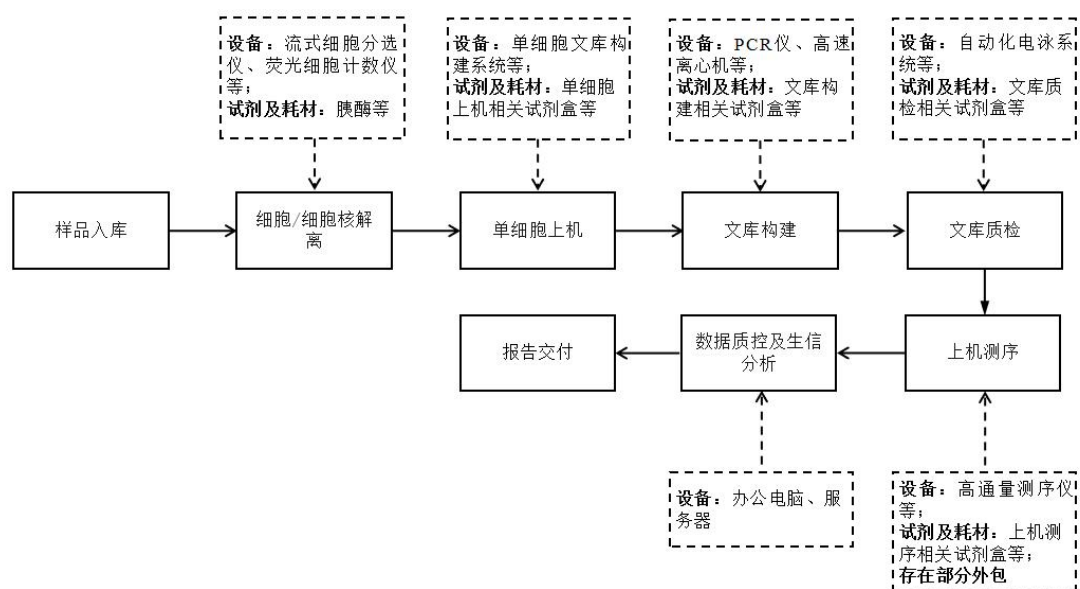 设备：流式细胞分选
仪、荧光细胞计数仪
等；
试剂及耗材：胰酶等
设备：单细胞文库构
建系统等；
试剂及耗材：单细胞
上机相关试剂盒等
设备：PCR仪、高速
离心机等；
试剂及耗材：文库构
建相关试剂盒等
设备：自动化电泳系
统等；
试剂及耗材：文库质
检相关试剂盒等
样品入库
细胞/细胞核解
离
单细胞上机
文库构建
文库质检
报告交付
数据质控及生信
分析
上机测序
设备：办公电脑、服
务器
设备：高通量测序仪
等；
试剂及耗材：上机测
序相关试剂盒等；
存在部分外包